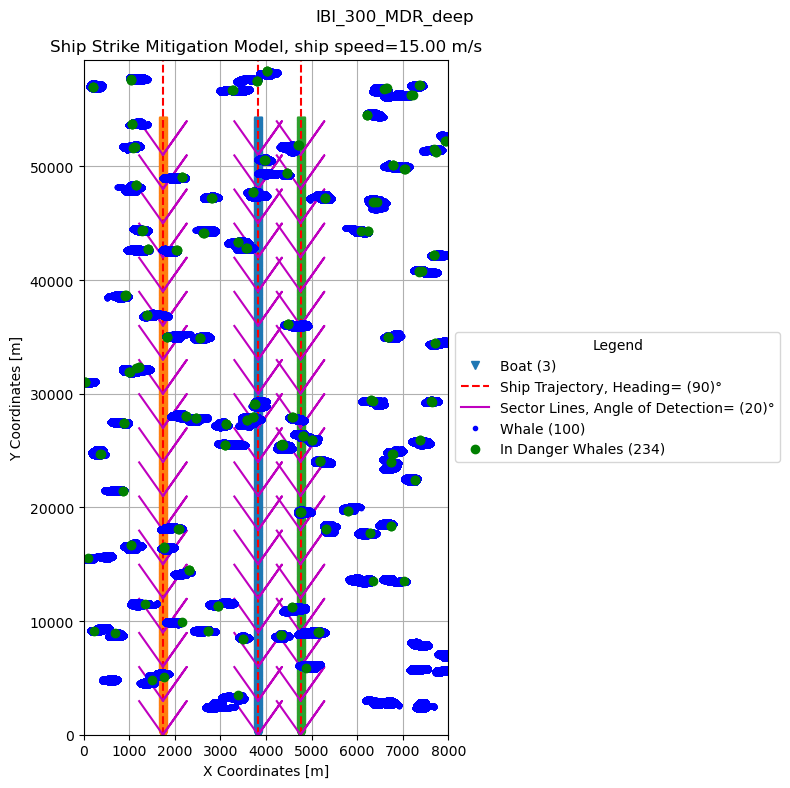 IBI_300_MDR_deep
Ship Strike Mitigation Model, ship speed=15.00 m/s
50000
40000
30000
20000
10000
0
Y Coordinates [m]
0 1000 2000 3000 4000 5000 6000 7000 8000
X Coordinates [m]
Legend
Boat (3)
Ship Trajectory, Heading= (90)°
Sector Lines, Angle of Detection= (20)°
Whale (100)
In Danger Whales (234)